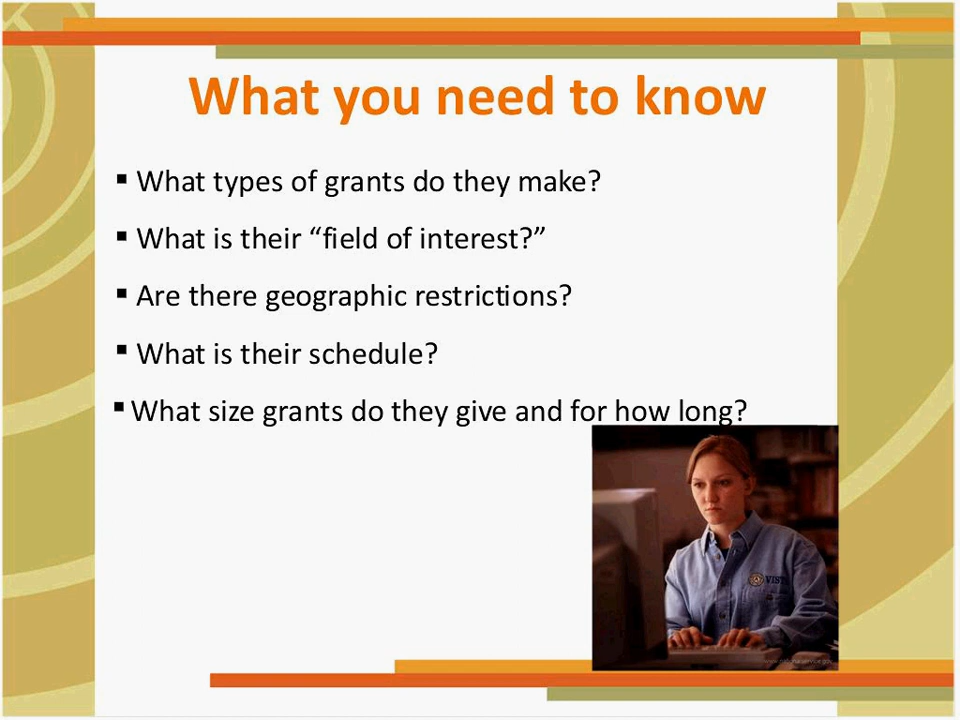 What you need to know
▪ What types of grants do they make?
▪ What is their “field of interest?”
▪ Are there geographic restrictions?
▪ What is their schedule?
▪ What size grants do they give and for how long?